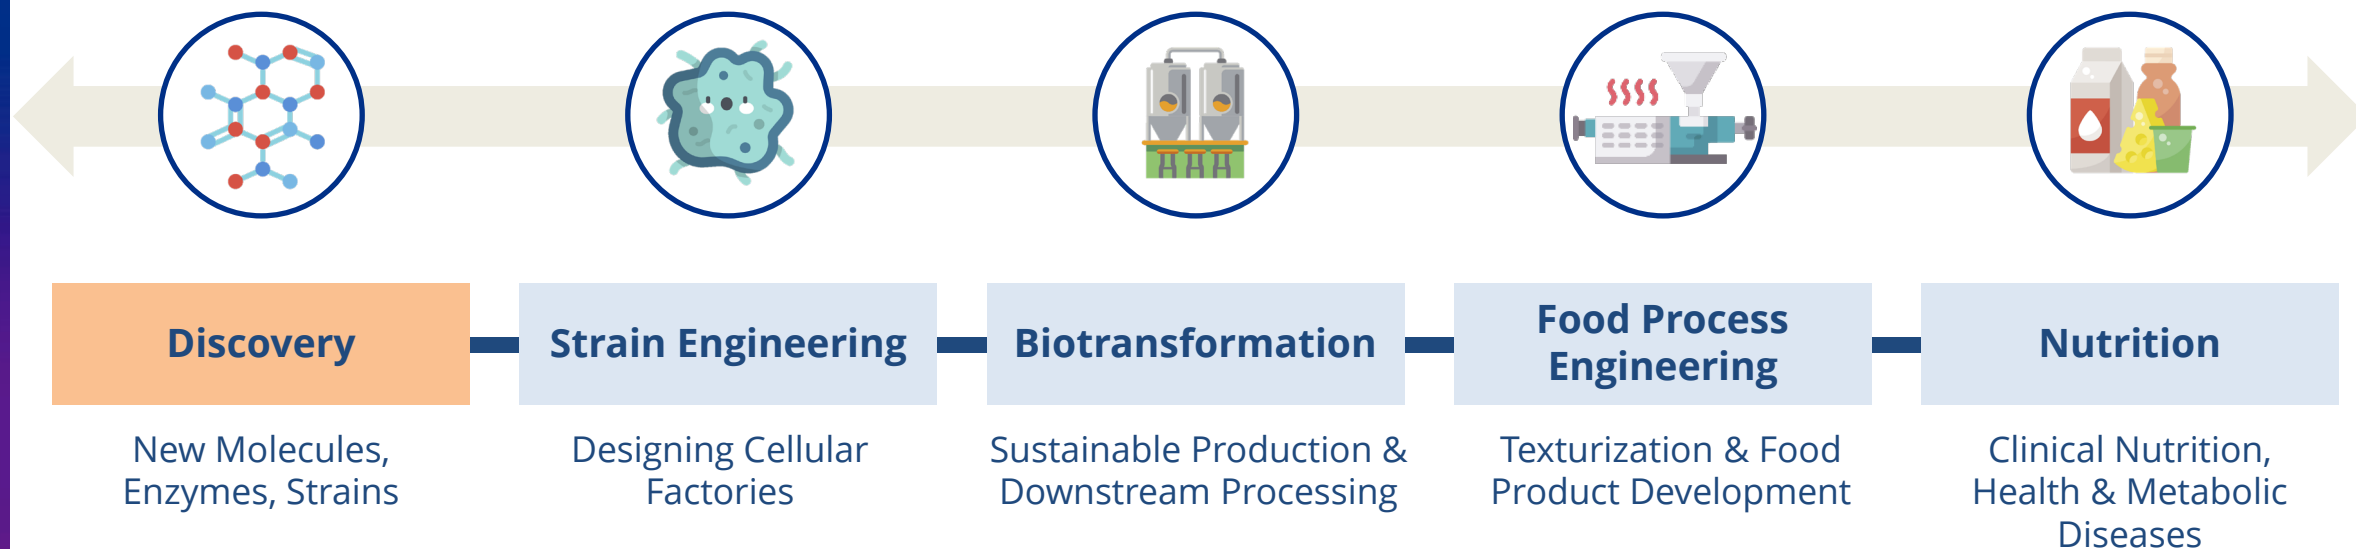 Discovery
Strain Engineering
Biotransformation
Food Process
Engineering
Nutrition
New Molecules,
Enzymes, Strains
Designing Cellular
Factories
Sustainable Production &
Downstream Processing
Texturization & Food
Product Development
Clinical Nutrition,
Health & Metabolic
Diseases